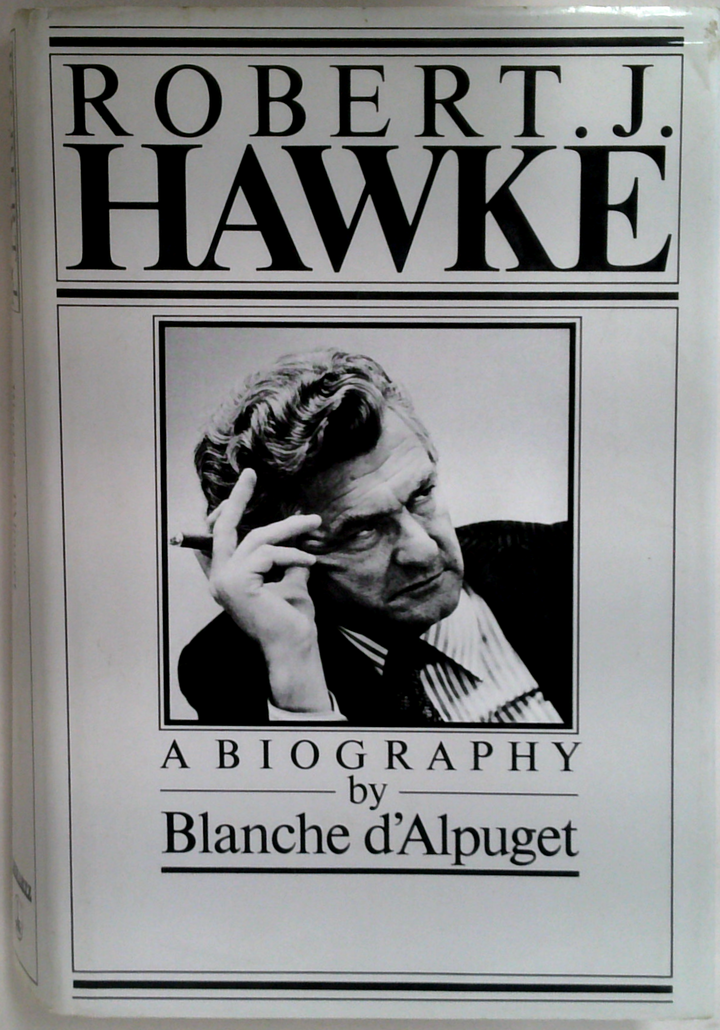 ROBERT. J.
HAWKE
A BIOGRAPHY
by
Blanche d'Alpuget